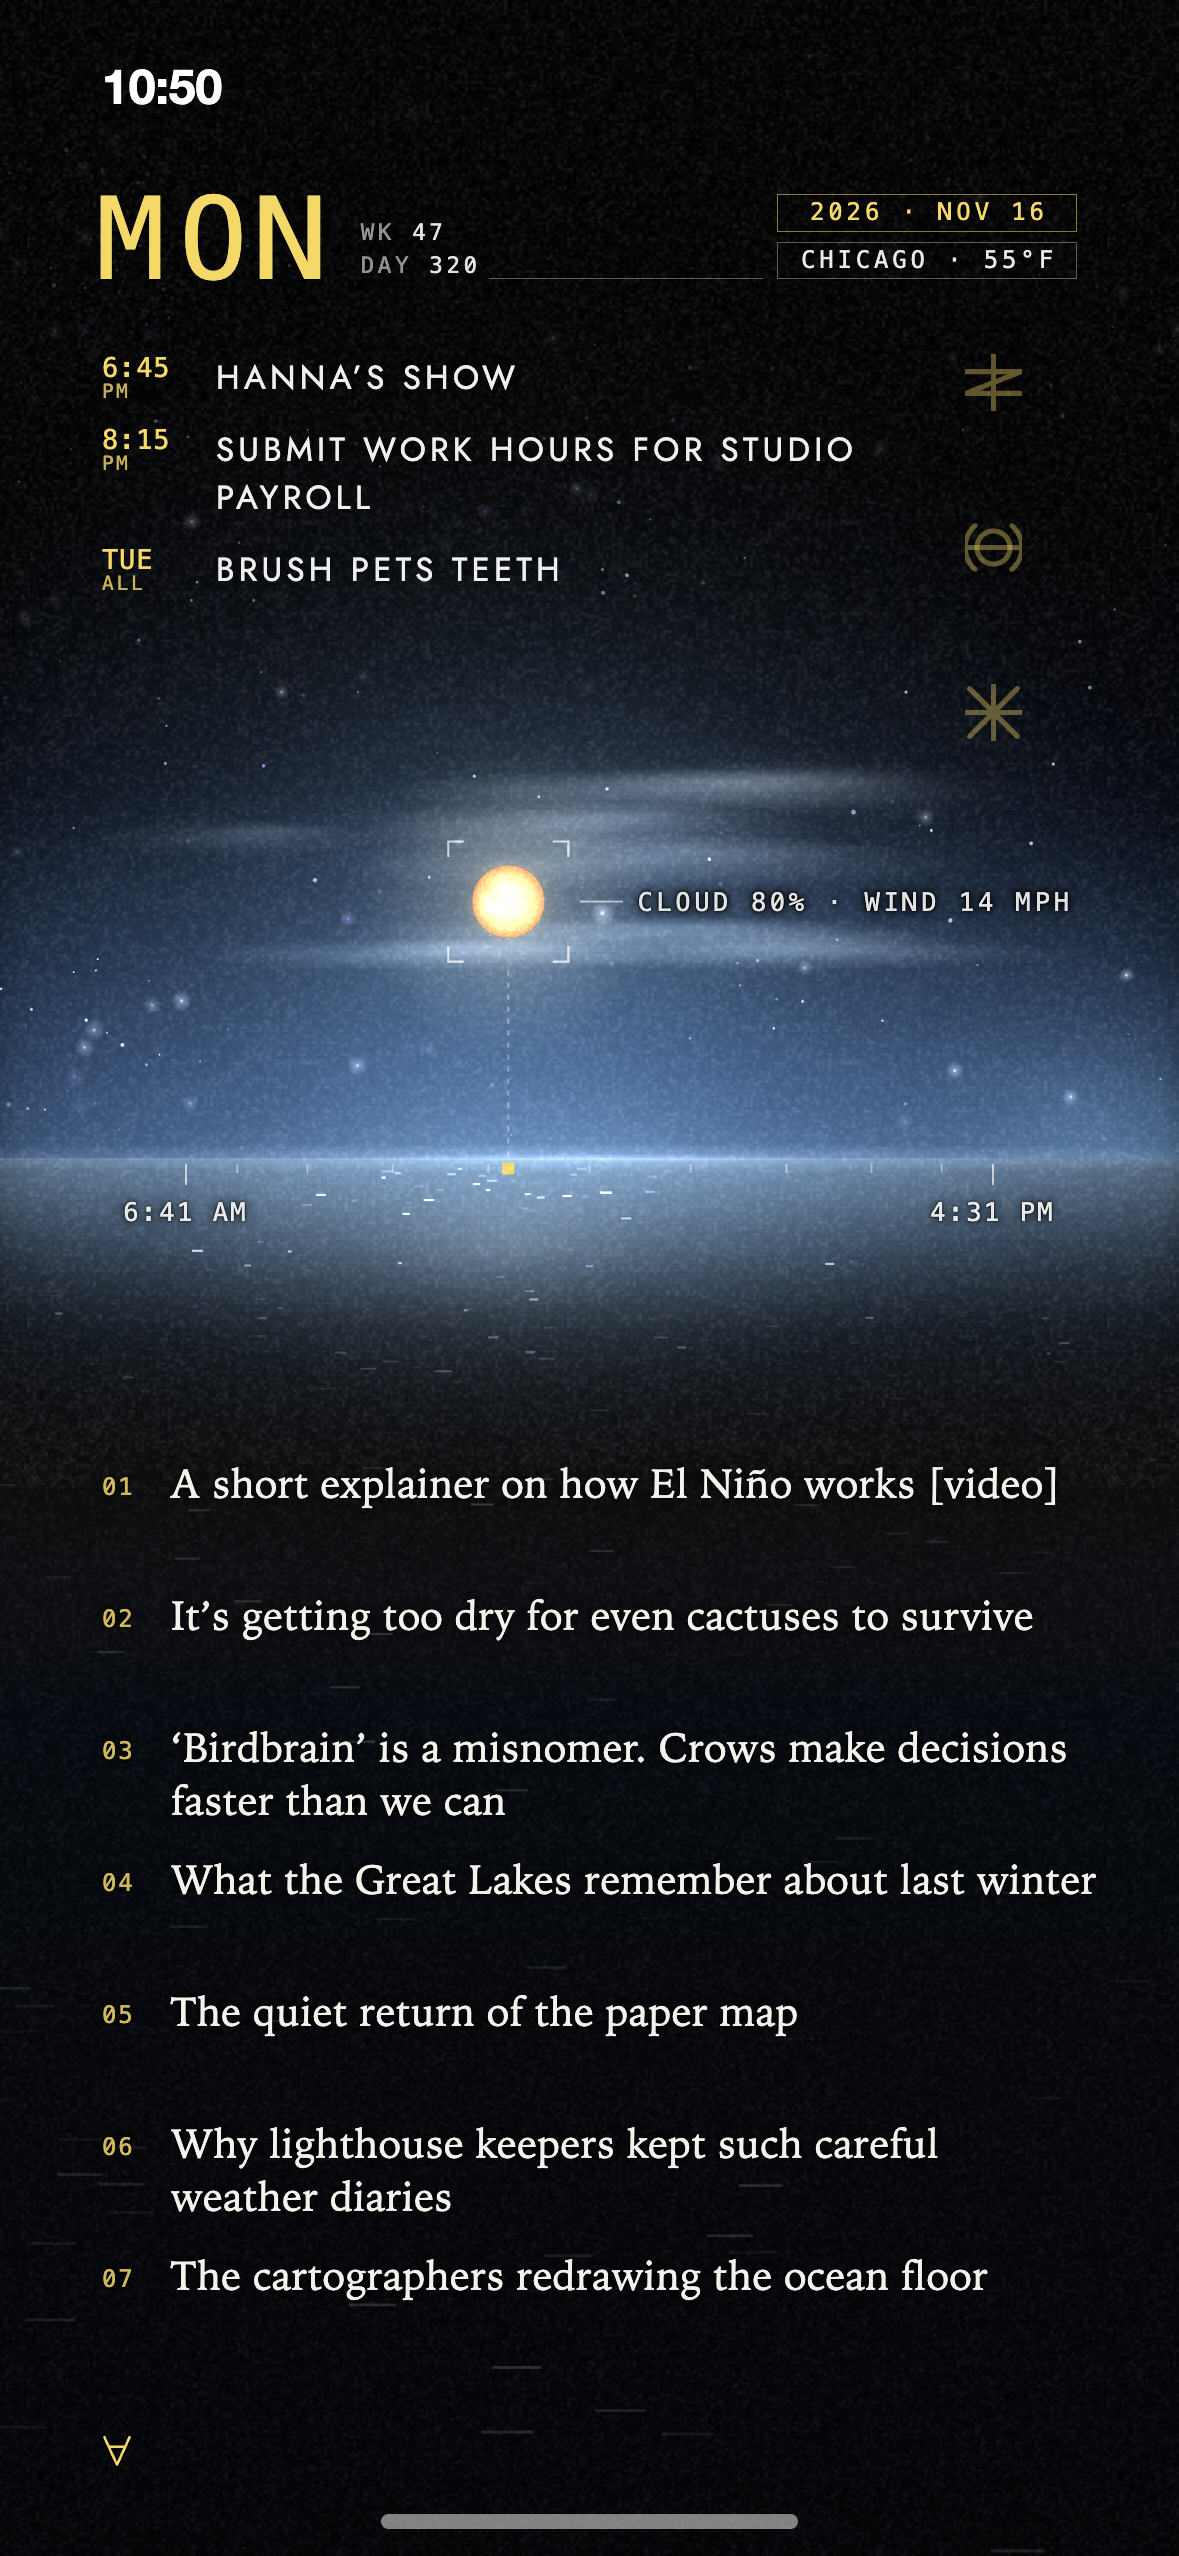 10:50
MON
WK 47
DAY 320
2026 · NOV 16
CHICAGO · 55°F
6:45 PM
HANNA’S SHOW
8:15 PM
SUBMIT WORK HOURS FOR STUDIO
PAYROLL
TUE ALL
BRUSH PETS TEETH
CLOUD 80% · WIND 14 MPH
6:41 AM
4:31 PM
01 A short explainer on how El Niño works [video]
02 It’s getting too dry for even cactuses to survive
03 ‘Birdbrain’ is a misnomer. Crows make decisions
faster than we can
04 What the Great Lakes remember about last winter
05 The quiet return of the paper map
06 Why lighthouse keepers kept such careful
weather diaries
07 The cartographers redrawing the ocean floor